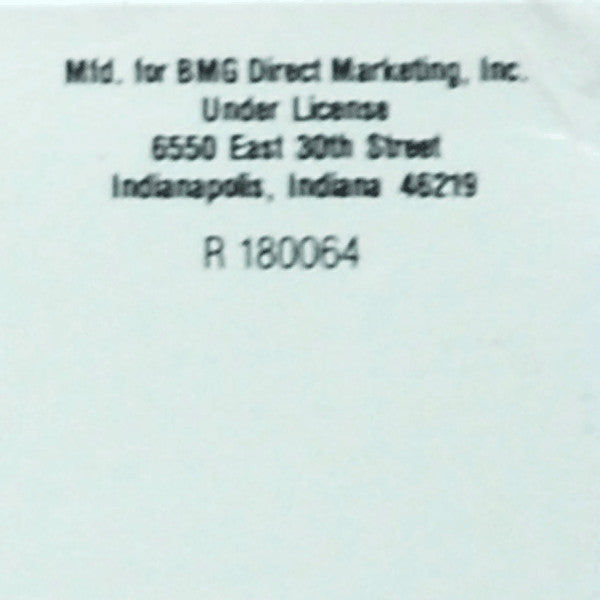 Mfd. for BMG Direct Marketing, Inc.
Under License
6550 East 30th Street
Indianapolis, Indiana 46219
R 180064